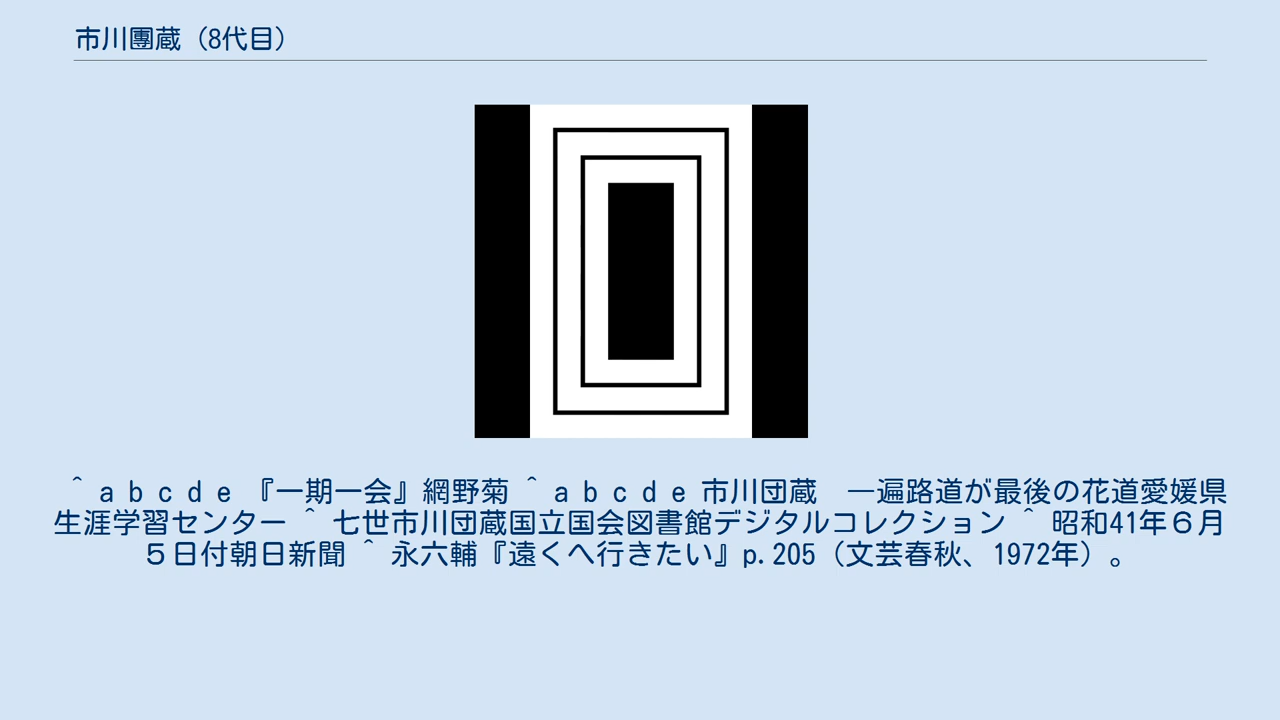 市川團蔵（8代目）
^ a b c d e 『一期一会』網野菊 ^ a b c d e 市川団蔵　―遍路道が最後の花道愛媛県
生涯学習センター ^ 七世市川団蔵国立国会図書館デジタルコレクション ^ 昭和41年６月
５日付朝日新聞 ^ 永六輔『遠くへ行きたい』p.205（文芸春秋、1972年）。